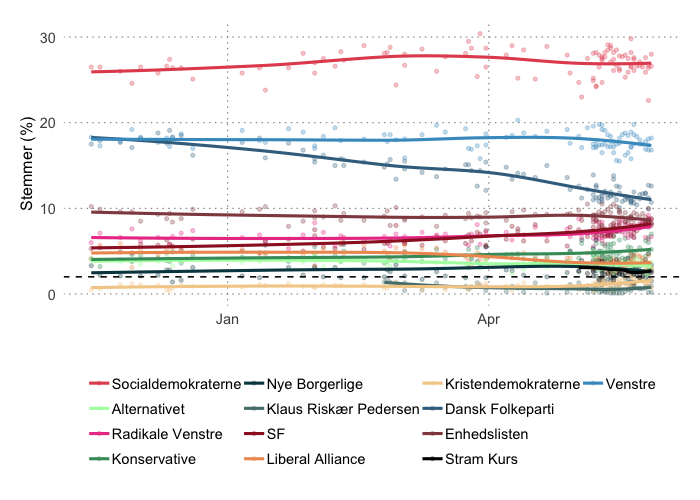 30
20
10
0
Stemmer (%)
Jan Apr
Socialdemokraterne Nye Borgerlige Kristendemokraterne Venstre
Alternativet Klaus Riskær Pedersen Dansk Folkeparti
Radikale Venstre SF Enhedslisten
Konservative Liberal Alliance Stram Kurs